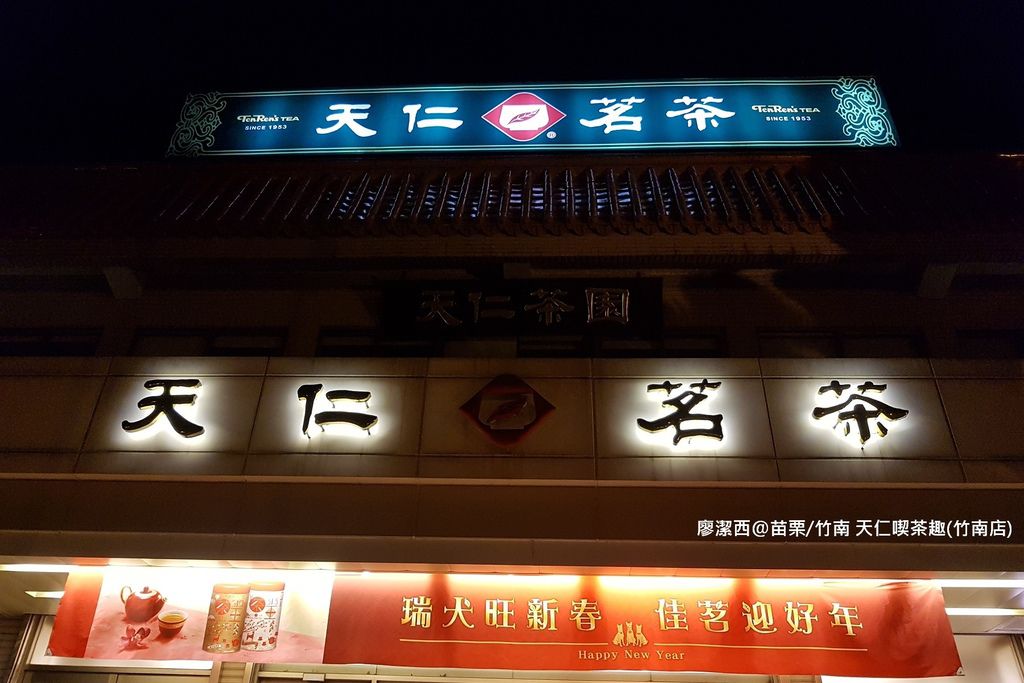 TenRen's TEA
SINCE 1953
天仁茗茶
TenRen's TEA
SINCE 1953
天仁茶園
天仁茗茶
廖潔西@苗栗/竹南 天仁喫茶趣(竹南店)
瑞犬旺新春 佳茗迎好年
Happy New Year